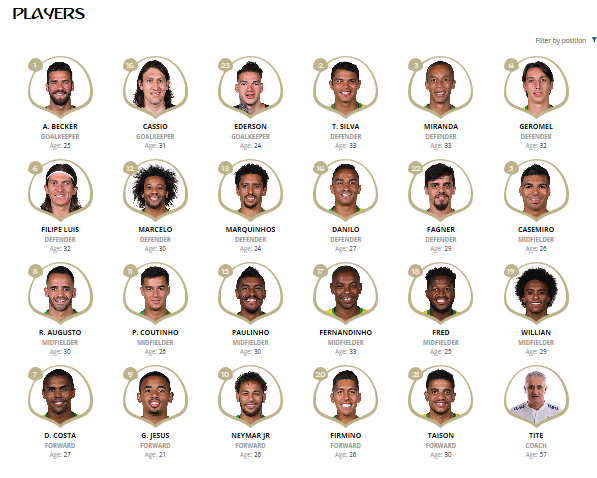 PLAYERS
Filter by position
1 16 23 2 3 4
A. BECKER CASSIO EDERSON T. SILVA MIRANDA GEROMEL
GOALKEEPER GOALKEEPER GOALKEEPER DEFENDER DEFENDER DEFENDER
Age: 25 Age: 31 Age: 24 Age: 33 Age: 33 Age: 32
6 12 13 14 22 5
FILIPE LUIS MARCELO MARQUINHOS DANILO FAGNER CASEMIRO
DEFENDER DEFENDER DEFENDER DEFENDER DEFENDER MIDFIELDER
Age: 32 Age: 30 Age: 24 Age: 27 Age: 29 Age: 26
8 11 15 17 18 19
R. AUGUSTO P. COUTINHO PAULINHO FERNANDINHO FRED WILLIAN
MIDFIELDER MIDFIELDER MIDFIELDER MIDFIELDER MIDFIELDER MIDFIELDER
Age: 30 Age: 26 Age: 30 Age: 33 Age: 25 Age: 29
7 9 10 20 21
D. COSTA G. JESUS NEYMAR JR FIRMINO TAISON TITE
FORWARD FORWARD FORWARD FORWARD FORWARD COACH
Age: 27 Age: 21 Age: 26 Age: 26 Age: 30 Age: 57